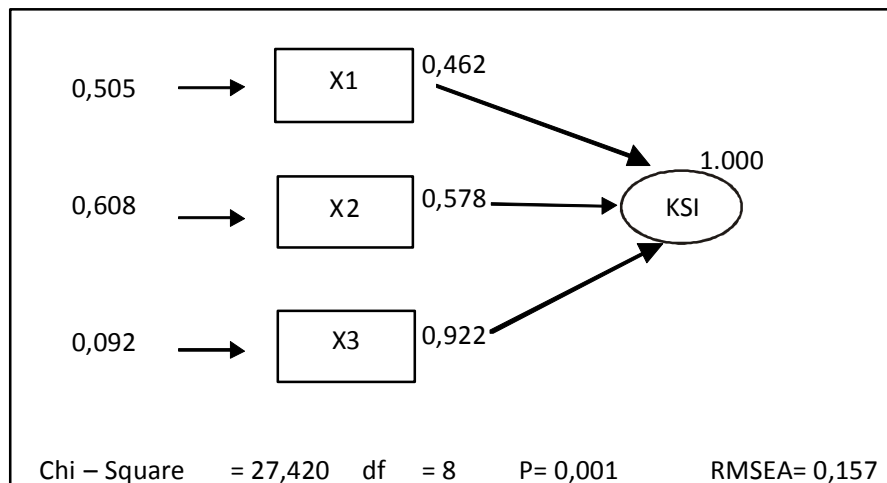 0,505 X1 0,462
1.000
0,608 X2 0,578 KSI
0,092 X3 0,922
Chi – Square = 27,420 df = 8 P= 0,001 RMSEA= 0,157